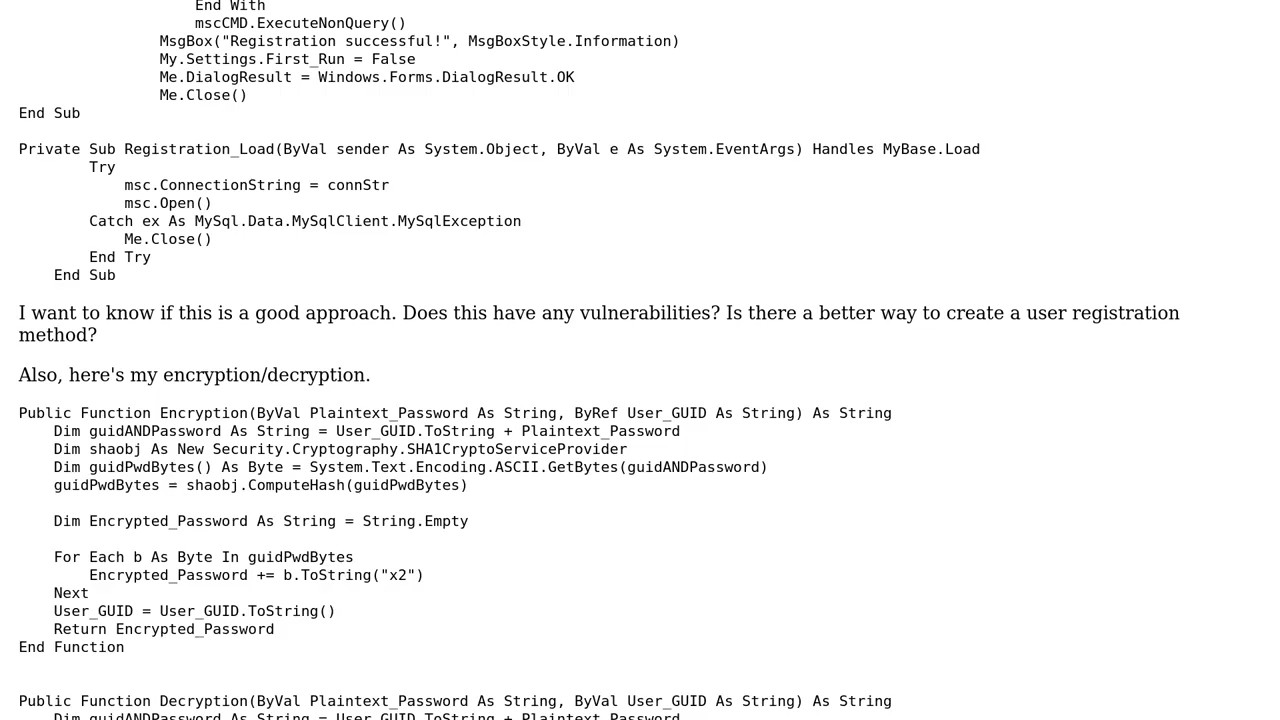 End With
                    mscCMD.ExecuteNonQuery()
                MsgBox("Registration successful!", MsgBoxStyle.Information)
                My.Settings.First_Run = False
                Me.DialogResult = Windows.Forms.DialogResult.OK
                Me.Close()
End Sub

Private Sub Registration_Load(ByVal sender As System.Object, ByVal e As System.EventArgs) Handles MyBase.Load
        Try
            msc.ConnectionString = connStr
            msc.Open()
        Catch ex As MySql.Data.MySqlClient.MySqlException
            Me.Close()
        End Try
    End Sub

I want to know if this is a good approach. Does this have any vulnerabilities? Is there a better way to create a user registration
method?

Also, here's my encryption/decryption.

Public Function Encryption(ByVal Plaintext_Password As String, ByRef User_GUID As String) As String
    Dim guidANDPassword As String = User_GUID.ToString + Plaintext_Password
    Dim shaobj As New Security.Cryptography.SHA1CryptoServiceProvider
    Dim guidPwdBytes() As Byte = System.Text.Encoding.ASCII.GetBytes(guidANDPassword)
    guidPwdBytes = shaobj.ComputeHash(guidPwdBytes)

    Dim Encrypted_Password As String = String.Empty

    For Each b As Byte In guidPwdBytes
        Encrypted_Password += b.ToString("x2")
    Next
    User_GUID = User_GUID.ToString()
    Return Encrypted_Password
End Function


Public Function Decryption(ByVal Plaintext_Password As String, ByVal User_GUID As String) As String
    Dim guidANDPassword As String = User_GUID.ToString + Plaintext_Password